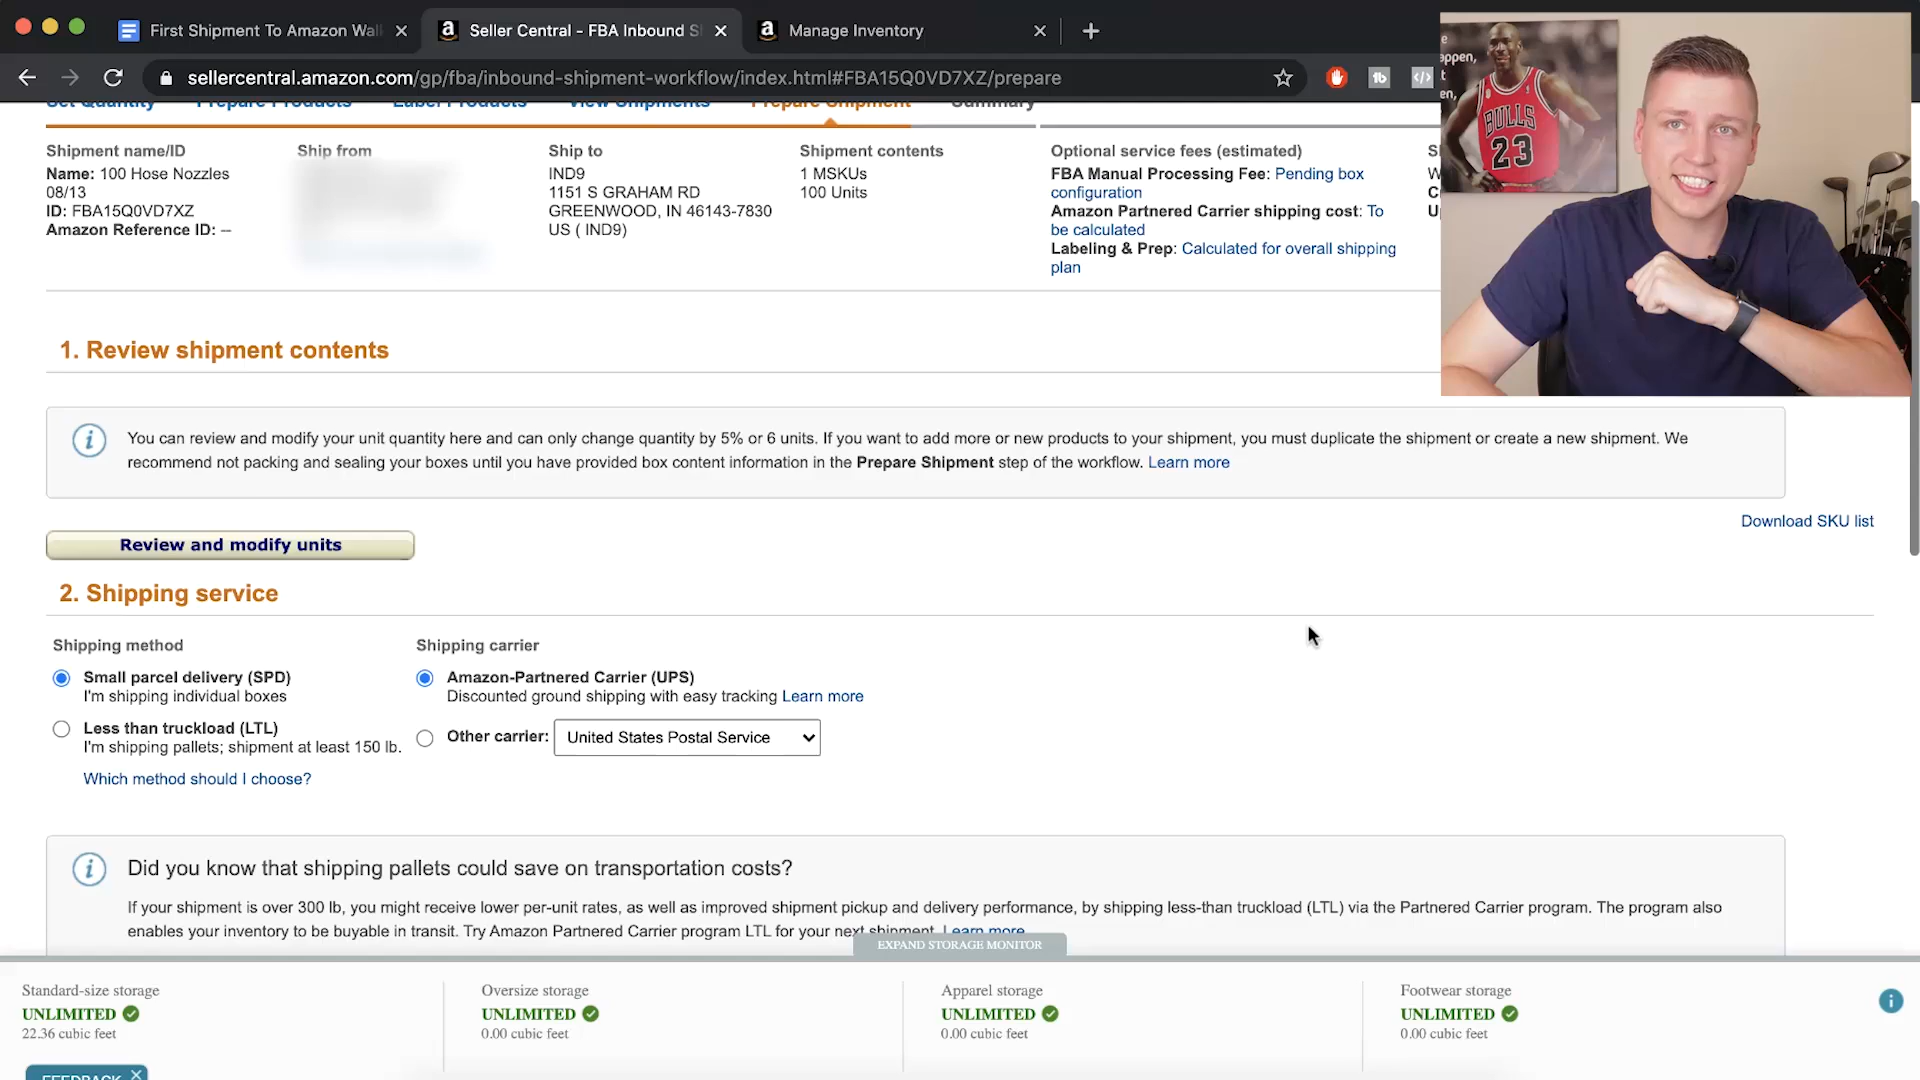 First Shipment To Amazon Wal
Seller Central - FBA Inbound S
Manage Inventory
sellercentral.amazon.com/gp/fba/inbound-shipment-workflow/index.html#FBA15Q0VD7XZ/prepare
Set Quantity
Prepare Products
Label Products
View Shipments
Prepare Shipment
Summary
Shipment name/ID
Name: 100 Hose Nozzles
08/13
ID: FBA15Q0VD7XZ
Amazon Reference ID: --
Ship from
Ship to
IND9
1151 S GRAHAM RD
GREENWOOD, IN 46143-7830
US ( IND9)
Shipment contents
1 MSKUs
100 Units
Optional service fees (estimated)
FBA Manual Processing Fee: Pending box
configuration
Amazon Partnered Carrier shipping cost: To
be calculated
Labeling & Prep: Calculated for overall shipping
plan
BULLS
23
1. Review shipment contents
You can review and modify your unit quantity here and can only change quantity by 5% or 6 units. If you want to add more or new products to your shipment, you must duplicate the shipment or create a new shipment. We
recommend not packing and sealing your boxes until you have provided box content information in the Prepare Shipment step of the workflow. Learn more
Download SKU list
Review and modify units
2. Shipping service
Shipping method
Small parcel delivery (SPD)
I'm shipping individual boxes
Less than truckload (LTL)
I'm shipping pallets; shipment at least 150 lb.
Which method should I choose?
Shipping carrier
Amazon-Partnered Carrier (UPS)
Discounted ground shipping with easy tracking Learn more
Other carrier: United States Postal Service
Did you know that shipping pallets could save on transportation costs?
If your shipment is over 300 lb, you might receive lower per-unit rates, as well as improved shipment pickup and delivery performance, by shipping less-than truckload (LTL) via the Partnered Carrier program. The program also
enables your inventory to be buyable in transit. Try Amazon Partnered Carrier program LTL for your next shipment. Learn more
EXPAND STORAGE MONITOR
Standard-size storage
UNLIMITED
22.36 cubic feet
Oversize storage
UNLIMITED
0.00 cubic feet
Apparel storage
UNLIMITED
0.00 cubic feet
Footwear storage
UNLIMITED
0.00 cubic feet
FEEDBACK